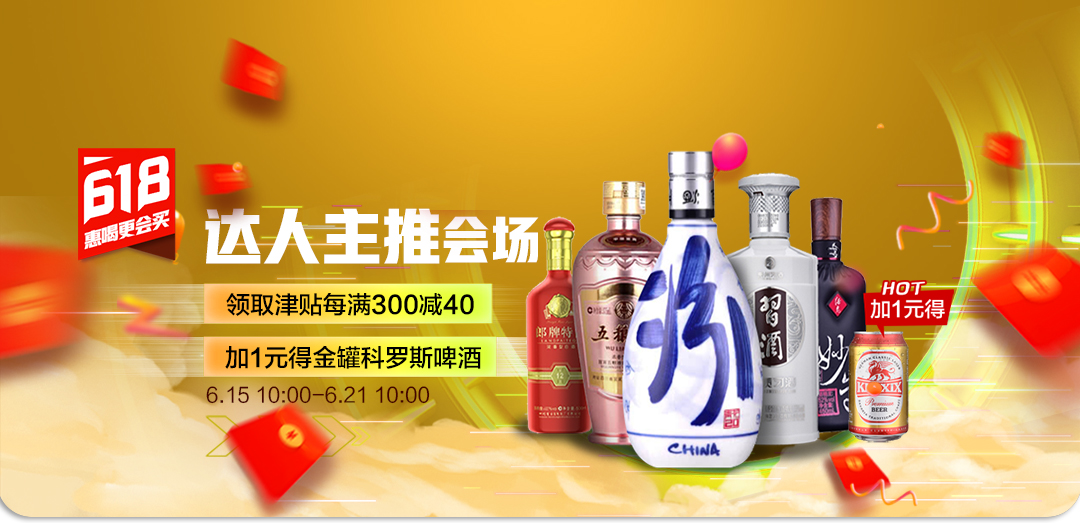 618
惠喝更会买
达人主推会场
领取津贴每满300减40
加1元得金罐科罗斯啤酒
6.15 10:00-6.21 10:00
郎牌特
12
五粮
福
汾
20
CHINA
习酒
HOT
加1元得
Premium
BEER